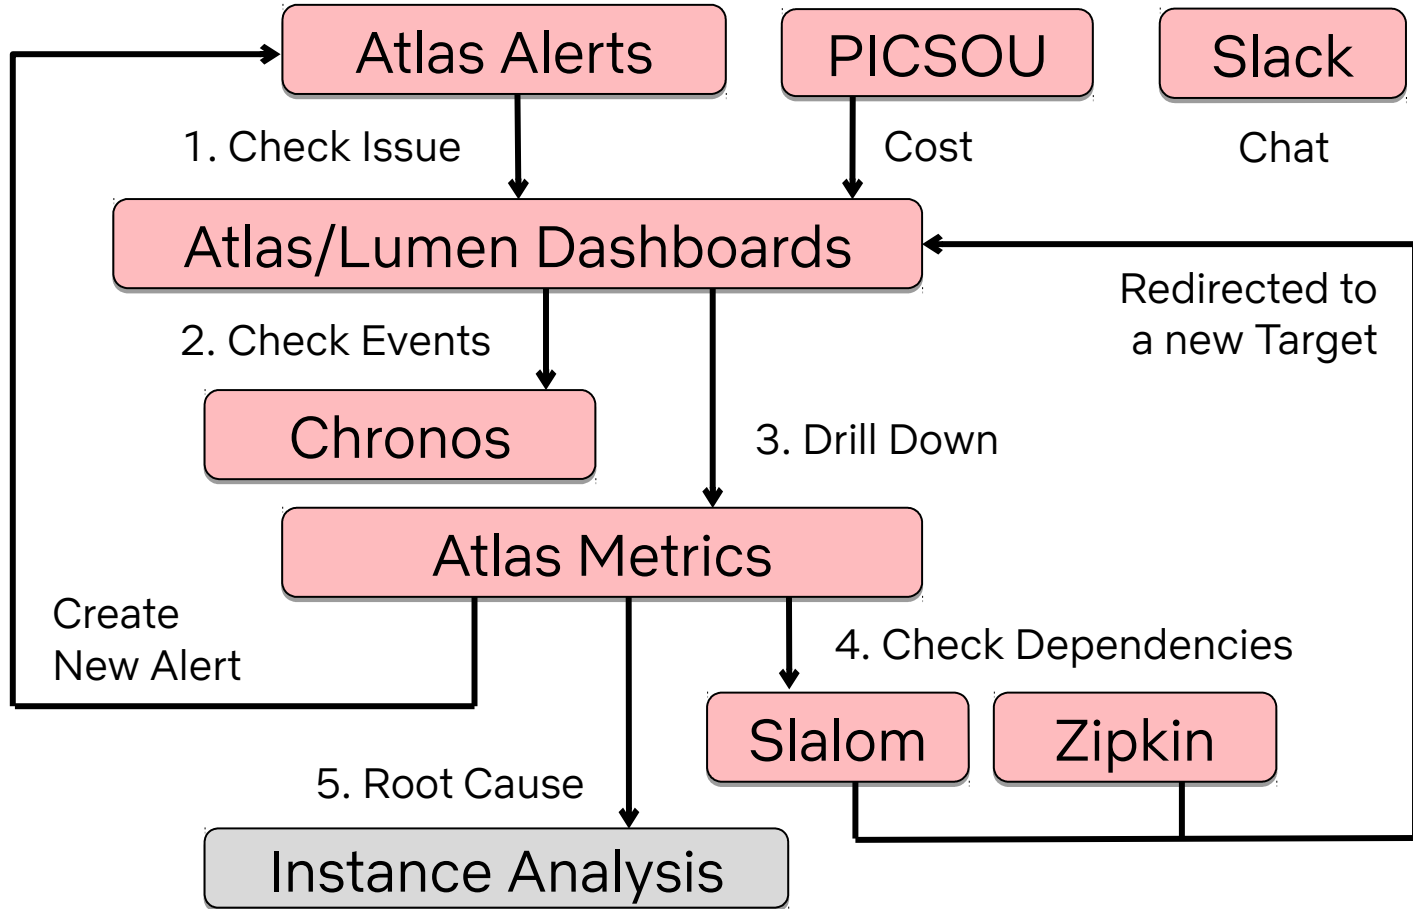 Atlas Alerts
PICSOU
Slack
1. Check Issue
Cost
Chat
Atlas/Lumen Dashboards
Redirected to
a new Target
2. Check Events
Chronos
3. Drill Down
Atlas Metrics
Create
New Alert
4. Check Dependencies
Slalom
Zipkin
5. Root Cause
Instance Analysis